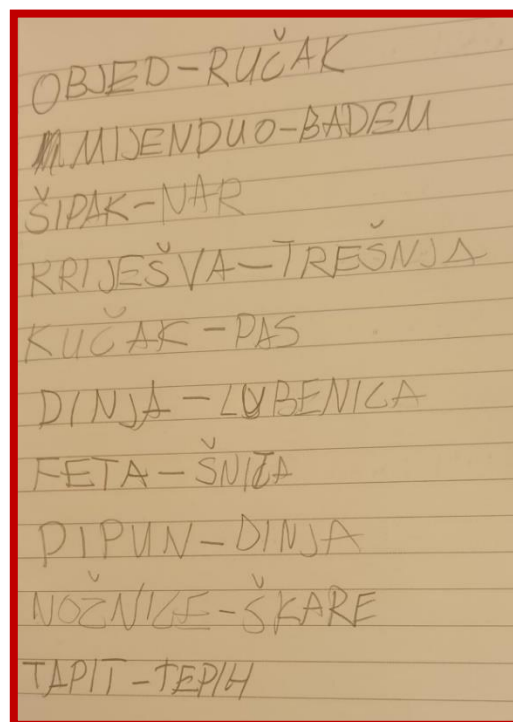 OBJED-RUČAK
MIJENDUO-BADEM
ŠIPAK-NAR
KRIJEŠVA-TREŠNJA
KUČAK-PAS
DINJA-LUBENICA
FETA-ŠNITA
PIPUN-DINJA
NOŽNICE-ŠKARE
TAPIT-TEPIH